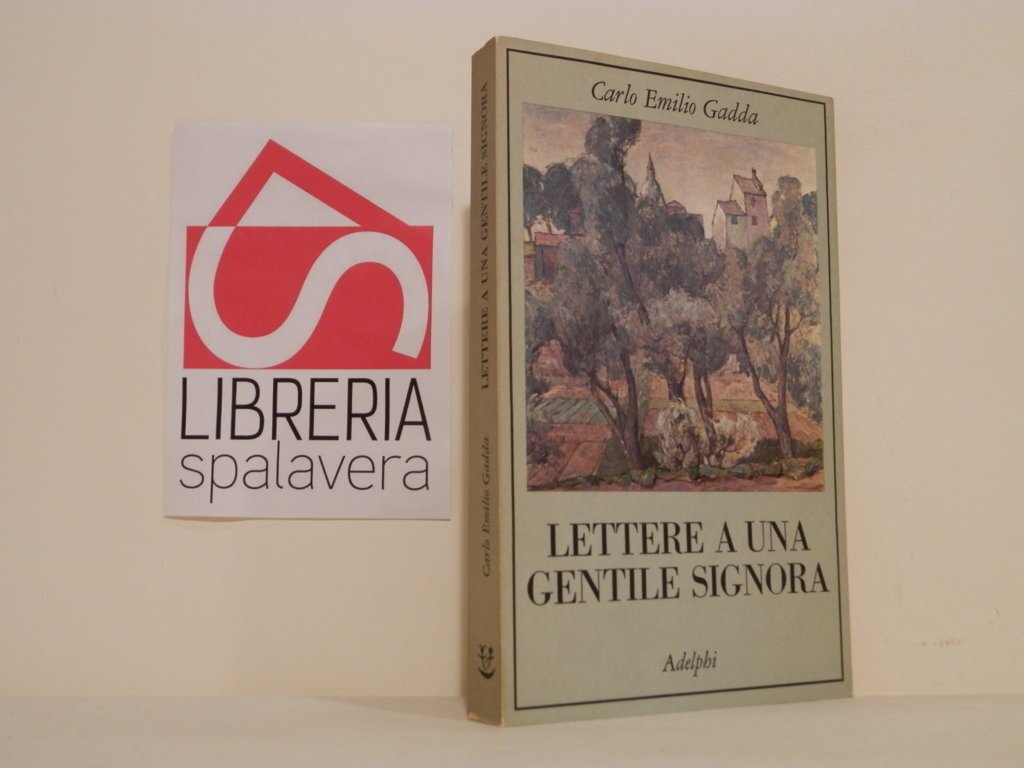 LIBRERIA
spalavera
LETTERE A UNA GENTILE SIGNORA
Carlo Emilio Gadda
Carlo Emilio Gadda
LETTERE A UNA
GENTILE SIGNORA
Adelphi